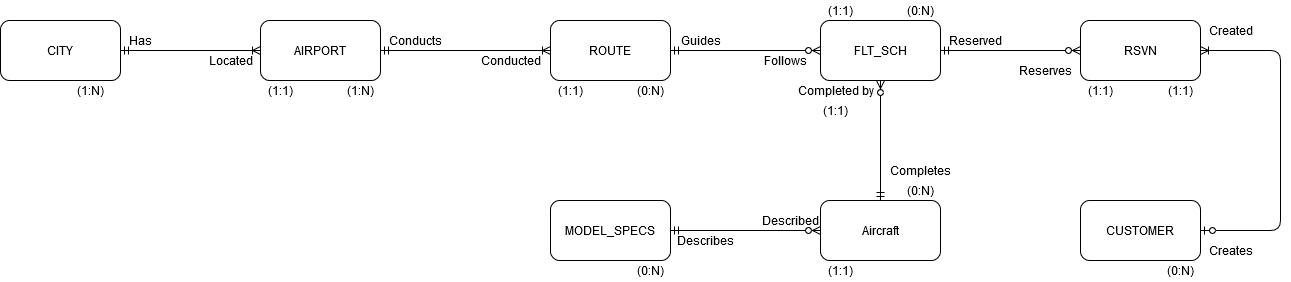 (1:1) (0:N)
Has Conducts Guides Reserved Created
CITY AIRPORT ROUTE FLT_SCH RSVN
Located Conducted Follows Reserves
(1:N) (1:1) (1:N) (1:1) (0:N) Completed by (1:1) (1:1)
(1:1)
Completes
(0:N)
Described
MODEL_SPECS Aircraft CUSTOMER
Describes Creates
(0:N) (1:1) (0:N)